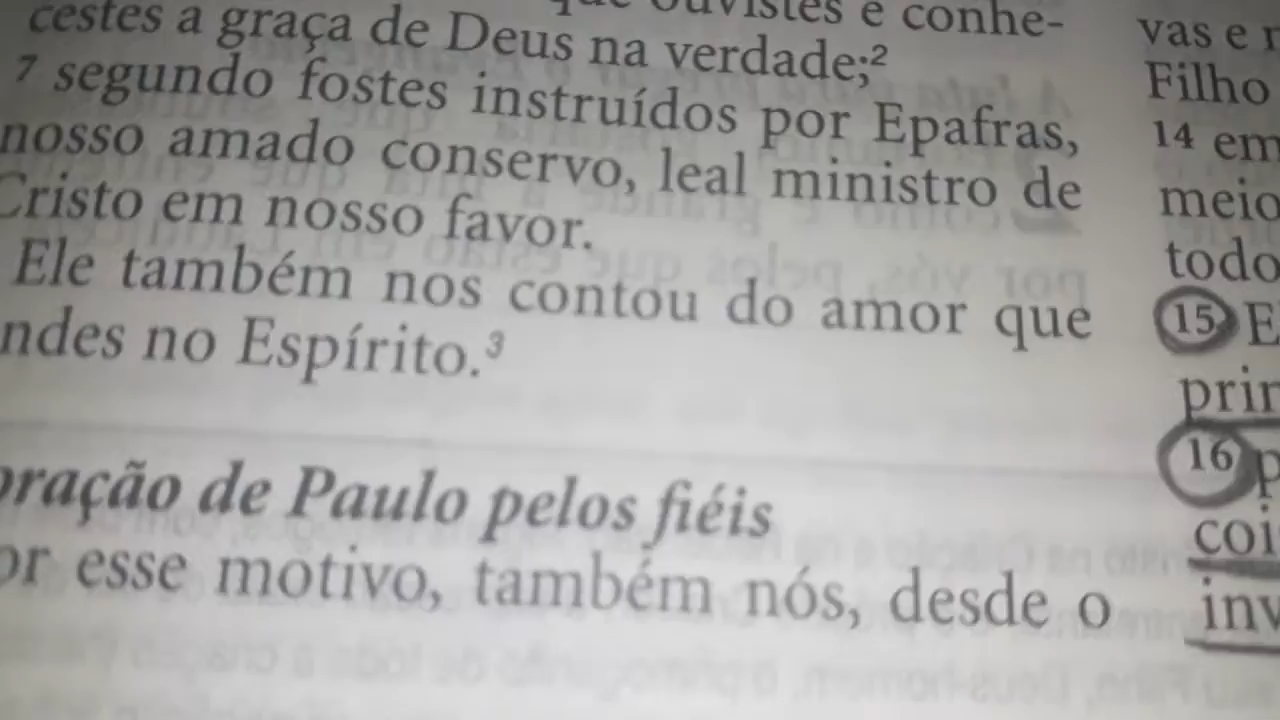 ouvistes e conhe-
cestes a graça de Deus na verdade;²
⁷ segundo fostes instruídos por Epafras,
nosso amado conservo, leal ministro de
Cristo em nosso favor.
Ele também nos contou do amor que
ndes no Espírito.³
oração de Paulo pelos fiéis
or esse motivo, também nós, desde o
vas e
Filho
14 em
meio
todo
15 E
prin
16 p
coi
inv